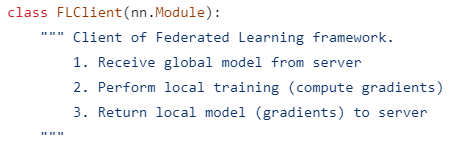 class FLClient(nn.Module):
""" Client of Federated Learning framework.
1. Receive global model from server
2. Perform local training (compute gradients)
3. Return local model (gradients) to server
"""